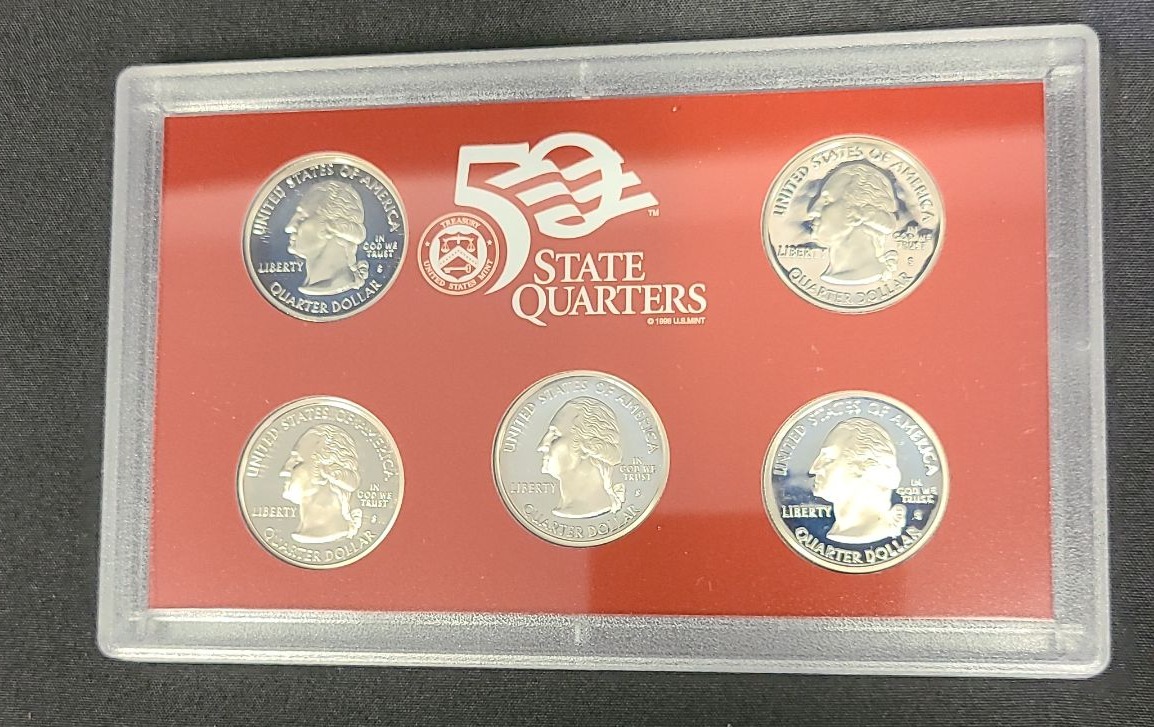 UNITED STATES OF AMERICA
LIBERTY
IN
GOD WE
TRUST
S
QUARTER DOLLAR
50
TM
TREASURY
UNITED STATES MINT
STATE
QUARTERS
© 1998 U.S.MINT
UNITED STATES OF AMERICA
LIBERTY
IN
GOD WE
TRUST
S
QUARTER DOLLAR
UNITED STATES OF AMERICA
LIBERTY
IN
GOD WE
TRUST
S
QUARTER DOLLAR
UNITED STATES OF AMERICA
LIBERTY
IN
GOD WE
TRUST
S
QUARTER DOLLAR
UNITED STATES OF AMERICA
LIBERTY
IN
GOD WE
TRUST
S
QUARTER DOLLAR